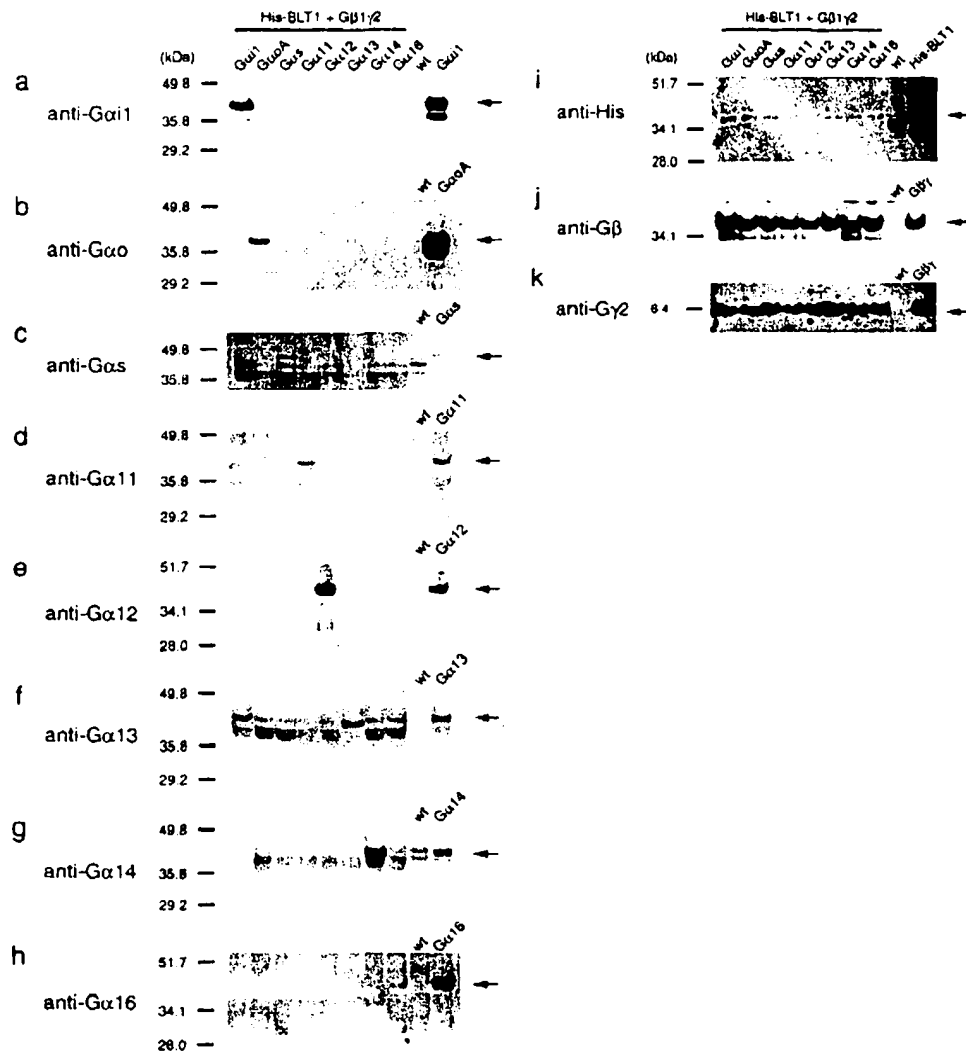 His-BLT1 + Gβ1γ2
(kDa)
Gαi1 GαoA Gαs Gα11 Gα12 Gα13 Gα14 Gα16 wt Gαi1
a
anti-Gαi1
49.8
35.8
29.2
wt GαoA
b
anti-Gαo
49.8
35.8
29.2
wt Gαs
c
anti-Gαs
49.8
35.8
wt Gα11
d
anti-Gα11
49.8
35.8
29.2
wt Gα12
e
anti-Gα12
51.7
34.1
28.0
wt Gα13
f
anti-Gα13
49.8
35.8
29.2
wt Gα14
g
anti-Gα14
49.8
35.8
29.2
wt Gα16
h
anti-Gα16
51.7
34.1
28.0
His-BLT1 + Gβ1γ2
(kDa)
Gαi1 GαoA Gαs Gα11 Gα12 Gα13 Gα14 Gα16 wt His-BLT1
i
anti-His
51.7
34.1
28.0
wt Gβγ
j
anti-Gβ
34.1
wt Gβγ
k
anti-Gγ2
6.4